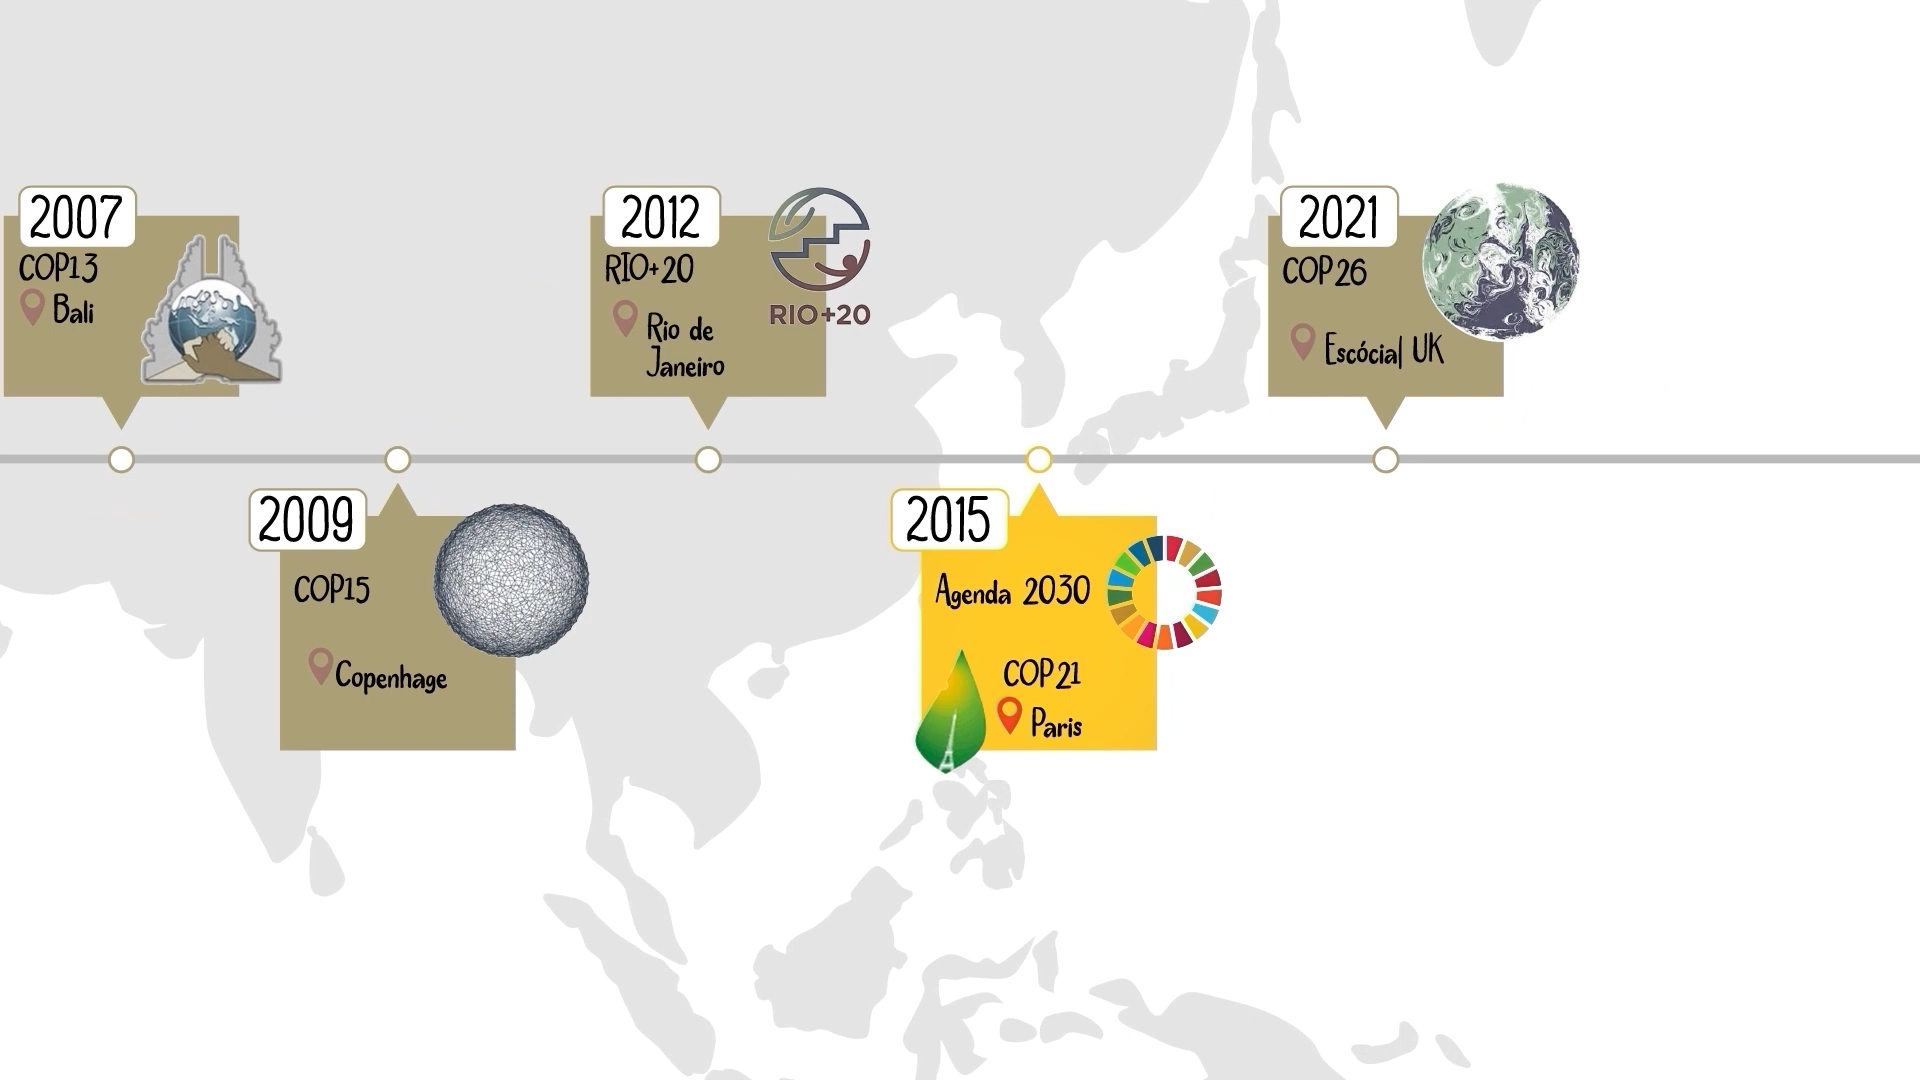 2007
COP13
Bali
2009
COP15
Copenhage
2012
RIO+20
Rio de
Janeiro
RIO+20
2015
Agenda 2030
COP21
Paris
2021
COP26
Escócia| UK